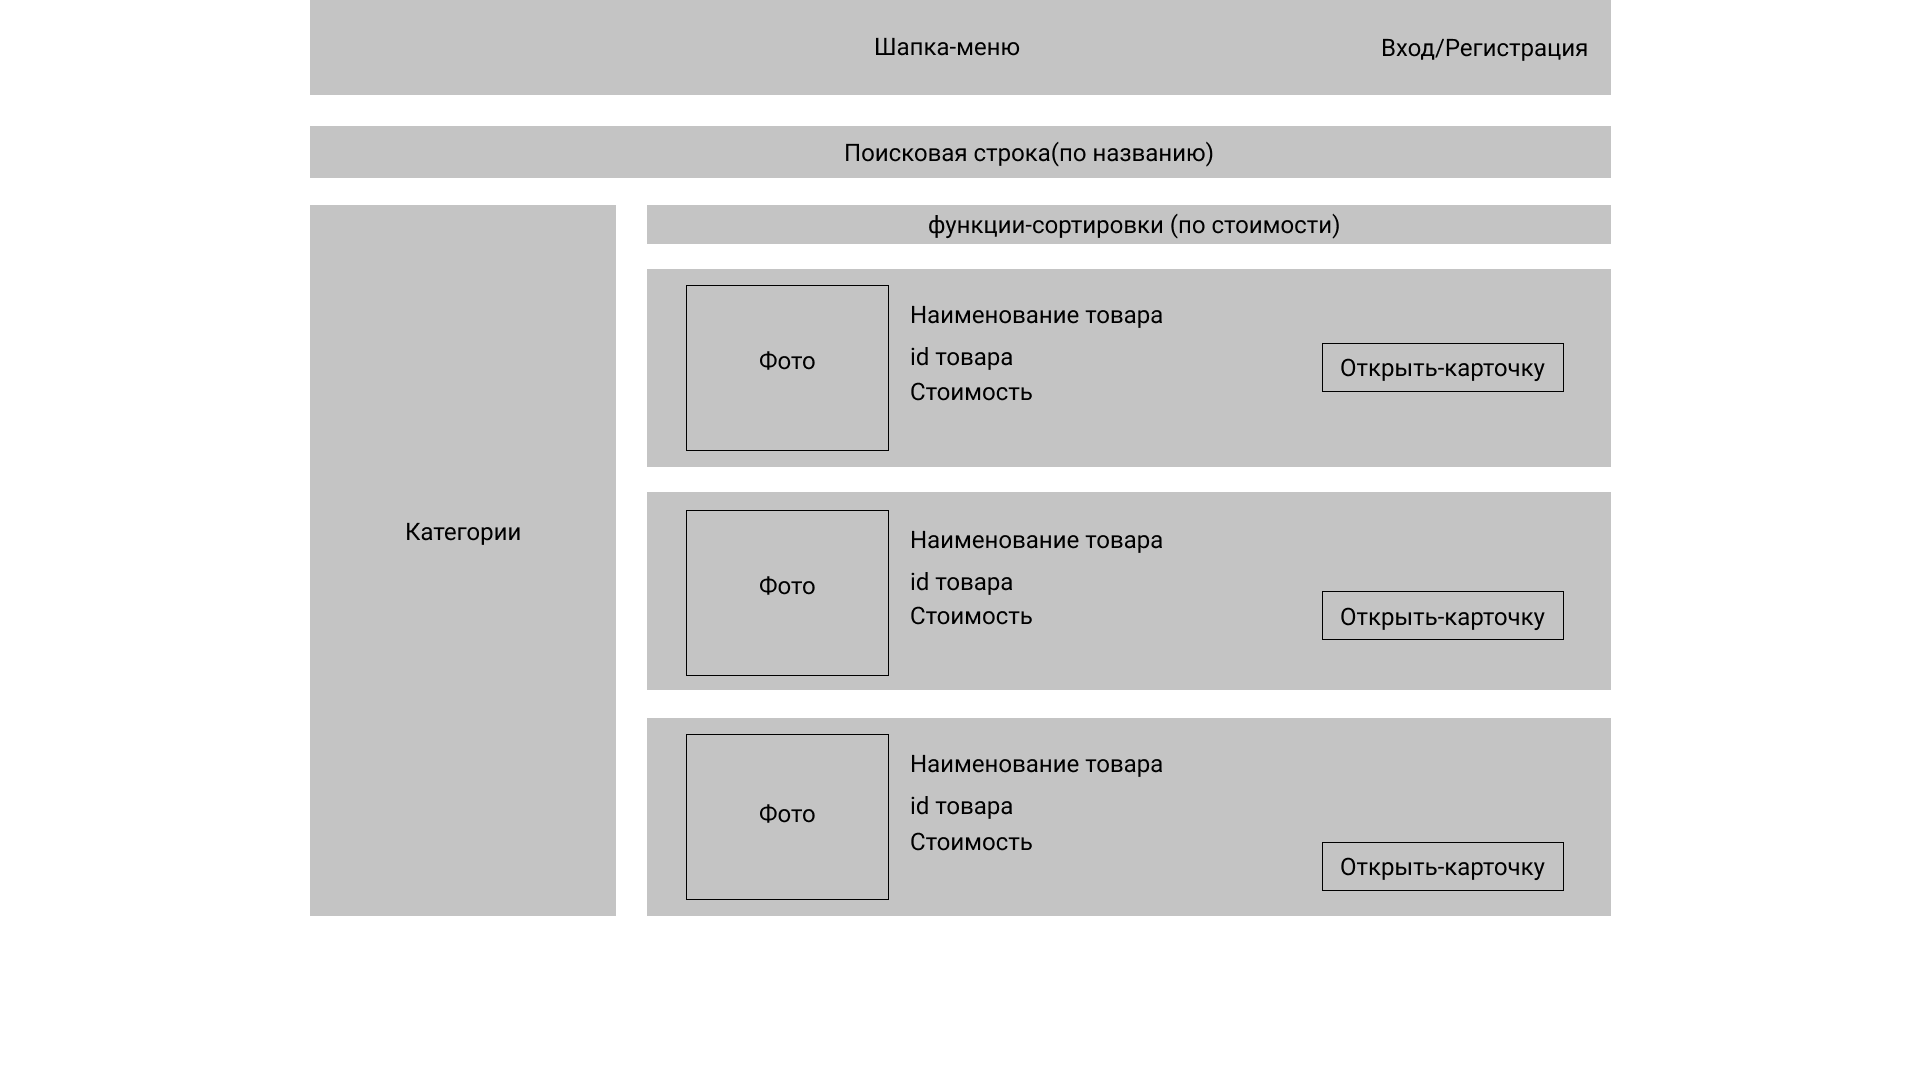 Шапка-меню
Вход/Регистрация
Поисковая строка(по названию)
Категории
функции-сортировки (по стоимости)
Фото
Наименование товара
id товара
Стоимость
Открыть-карточку
Фото
Наименование товара
id товара
Стоимость
Открыть-карточку
Фото
Наименование товара
id товара
Стоимость
Открыть-карточку